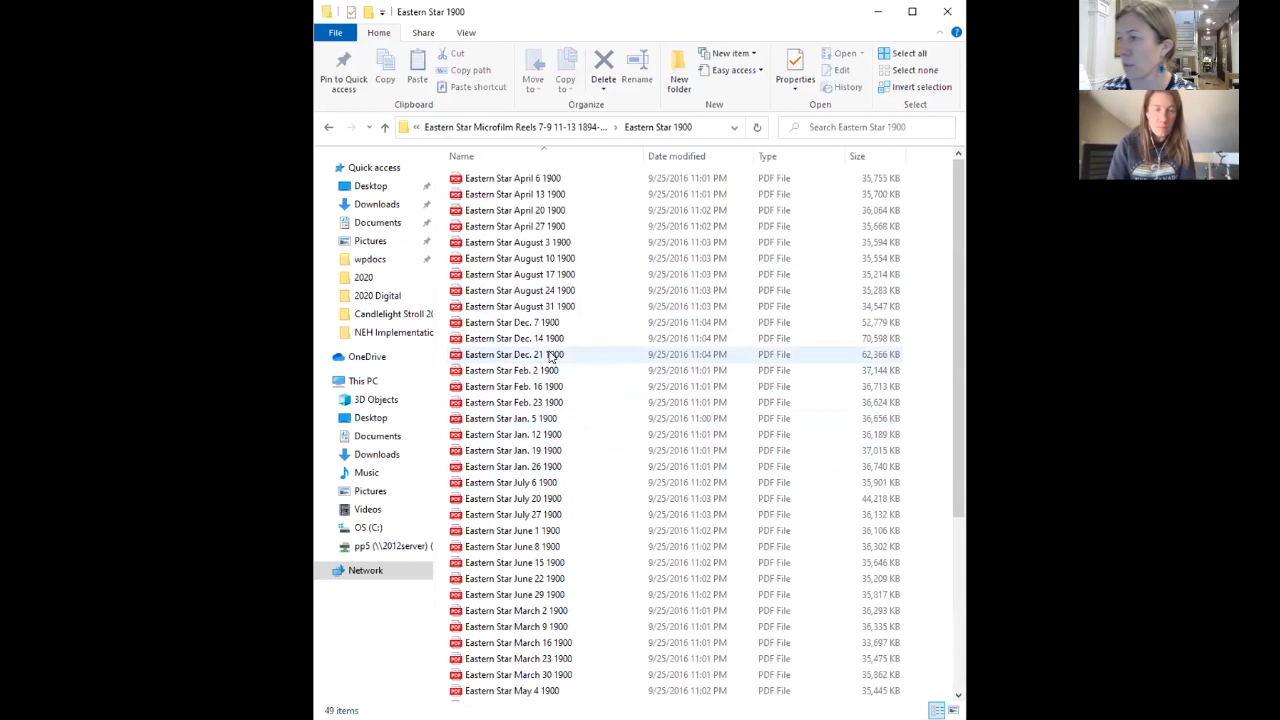 Eastern Star 1900
File Home Share View
Pin to Quick access
Copy
Paste
Cut
Copy path
Paste shortcut
Clipboard
Move to
Copy to
Delete
Rename
Organize
New folder
New item
Easy access
New
Properties
Open
Edit
History
Open
Select all
Select none
Invert selection
Select
« Eastern Star Microfilm Reels 7-9 11-13 1894-... › Eastern Star 1900
Search Eastern Star 1900
Quick access
Desktop
Downloads
Documents
Pictures
wpdocs
2020
2020 Digital
Candlelight Stroll 20
NEH Implementatic
OneDrive
This PC
3D Objects
Desktop
Documents
Downloads
Music
Pictures
Videos
OS (C:)
pp5 (\\2012server) (
Network
Name Date modified Type Size
Eastern Star April 6 1900 9/25/2016 11:01 PM PDF File 35,755 KB
Eastern Star April 13 1900 9/25/2016 11:01 PM PDF File 35,700 KB
Eastern Star April 20 1900 9/25/2016 11:02 PM PDF File 36,064 KB
Eastern Star April 27 1900 9/25/2016 11:02 PM PDF File 35,668 KB
Eastern Star August 3 1900 9/25/2016 11:03 PM PDF File 35,594 KB
Eastern Star August 10 1900 9/25/2016 11:03 PM PDF File 35,554 KB
Eastern Star August 17 1900 9/25/2016 11:03 PM PDF File 35,214 KB
Eastern Star August 24 1900 9/25/2016 11:03 PM PDF File 35,283 KB
Eastern Star August 31 1900 9/25/2016 11:03 PM PDF File 34,547 KB
Eastern Star Dec. 7 1900 9/25/2016 11:04 PM PDF File 52,779 KB
Eastern Star Dec. 14 1900 9/25/2016 11:04 PM PDF File 70,598 KB
Eastern Star Dec. 21 1900 9/25/2016 11:04 PM PDF File 62,366 KB
Eastern Star Feb. 2 1900 9/25/2016 11:01 PM PDF File 37,144 KB
Eastern Star Feb. 16 1900 9/25/2016 11:01 PM PDF File 36,713 KB
Eastern Star Feb. 23 1900 9/25/2016 11:01 PM PDF File 36,624 KB
Eastern Star Jan. 5 1900 9/25/2016 11:00 PM PDF File 36,656 KB
Eastern Star Jan. 12 1900 9/25/2016 11:01 PM PDF File 36,189 KB
Eastern Star Jan. 19 1900 9/25/2016 11:01 PM PDF File 37,015 KB
Eastern Star Jan. 26 1900 9/25/2016 11:01 PM PDF File 36,740 KB
Eastern Star July 6 1900 9/25/2016 11:02 PM PDF File 35,901 KB
Eastern Star July 20 1900 9/25/2016 11:03 PM PDF File 44,218 KB
Eastern Star July 27 1900 9/25/2016 11:03 PM PDF File 36,132 KB
Eastern Star June 1 1900 9/25/2016 11:02 PM PDF File 36,108 KB
Eastern Star June 8 1900 9/25/2016 11:02 PM PDF File 36,303 KB
Eastern Star June 15 1900 9/25/2016 11:02 PM PDF File 35,646 KB
Eastern Star June 22 1900 9/25/2016 11:02 PM PDF File 35,209 KB
Eastern Star June 29 1900 9/25/2016 11:02 PM PDF File 35,817 KB
Eastern Star March 2 1900 9/25/2016 11:01 PM PDF File 36,293 KB
Eastern Star March 9 1900 9/25/2016 11:01 PM PDF File 36,335 KB
Eastern Star March 16 1900 9/25/2016 11:01 PM PDF File 33,697 KB
Eastern Star March 23 1900 9/25/2016 11:01 PM PDF File 35,475 KB
Eastern Star March 30 1900 9/25/2016 11:01 PM PDF File 35,862 KB
Eastern Star May 4 1900 9/25/2016 11:02 PM PDF File 35,445 KB
49 items